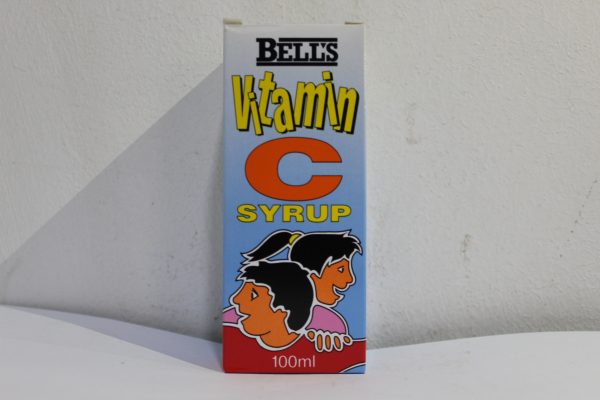 BELL'S
Vitamin
C
SYRUP
100ml